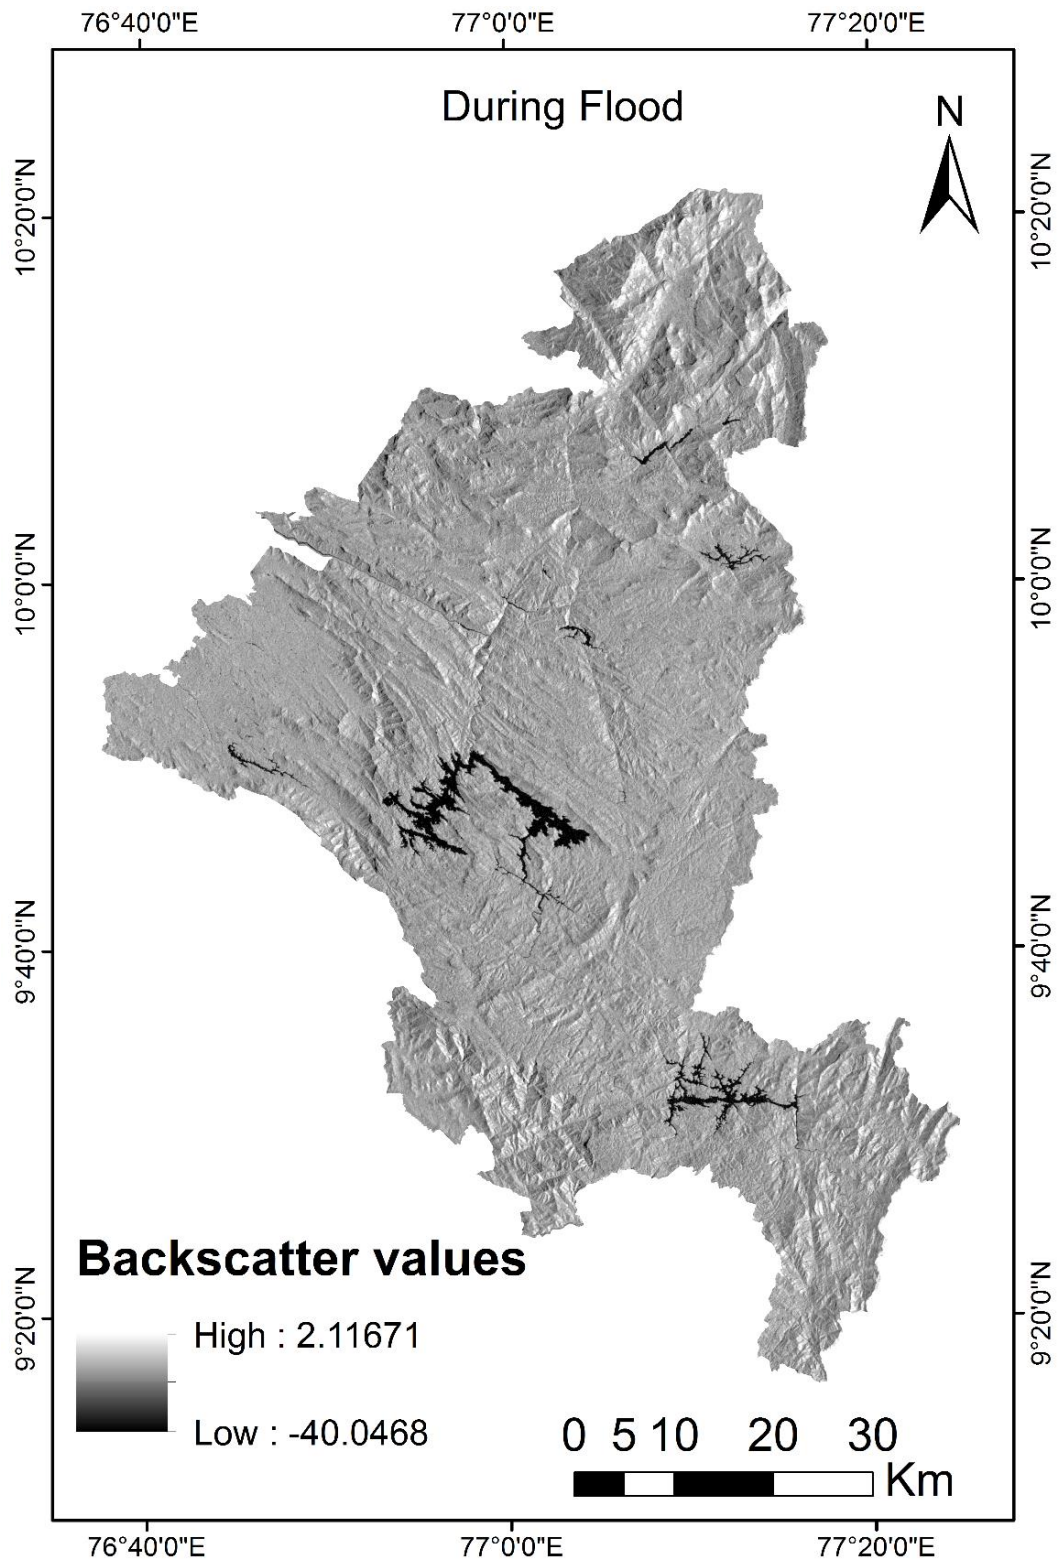 76°40'0"E 77°0'0"E 77°20'0"E
During Flood
N
10°20'0"N 10°20'0"N
10°0'0"N 10°0'0"N
9°40'0"N 9°40'0"N
9°20'0"N 9°20'0"N
Backscatter values
High : 2.11671
Low : -40.0468
0 5 10 20 30
Km
76°40'0"E 77°0'0"E 77°20'0"E